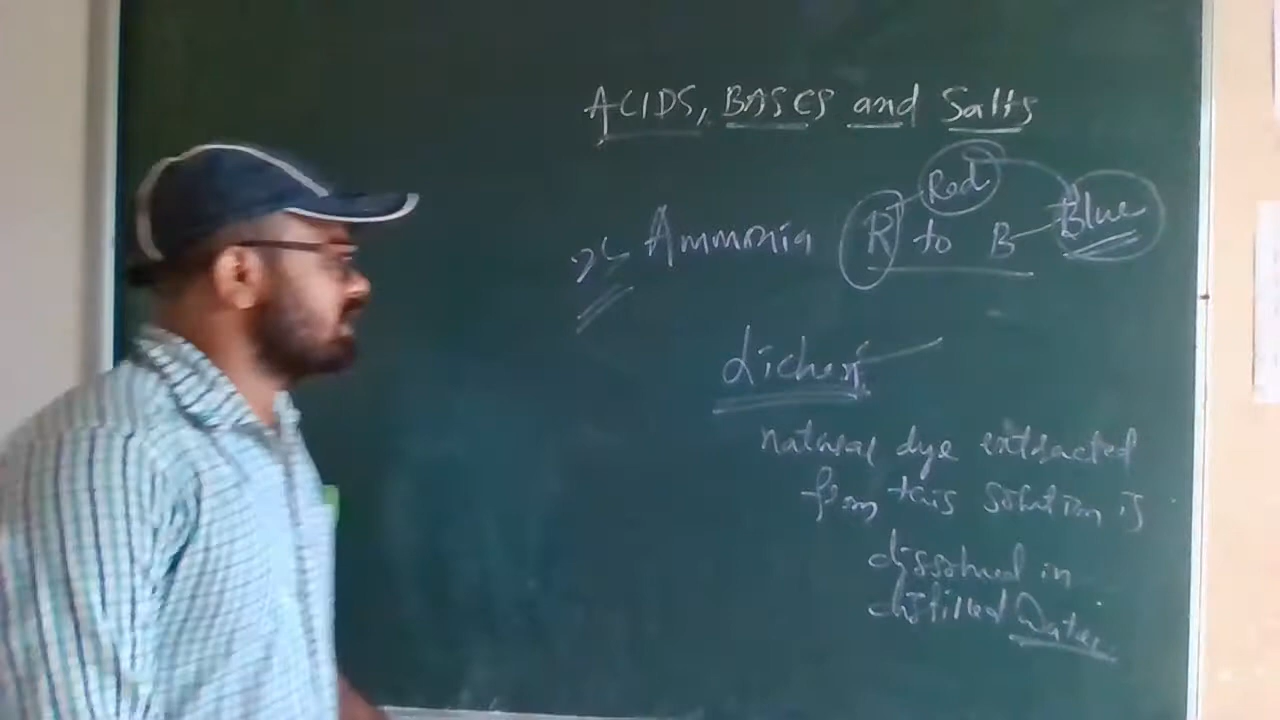 ACIDS, BASES and Salts
Red
Ammonia R to B Blue
Lichen
natural dye extracted
from this solution is
dissolved in
distilled Water